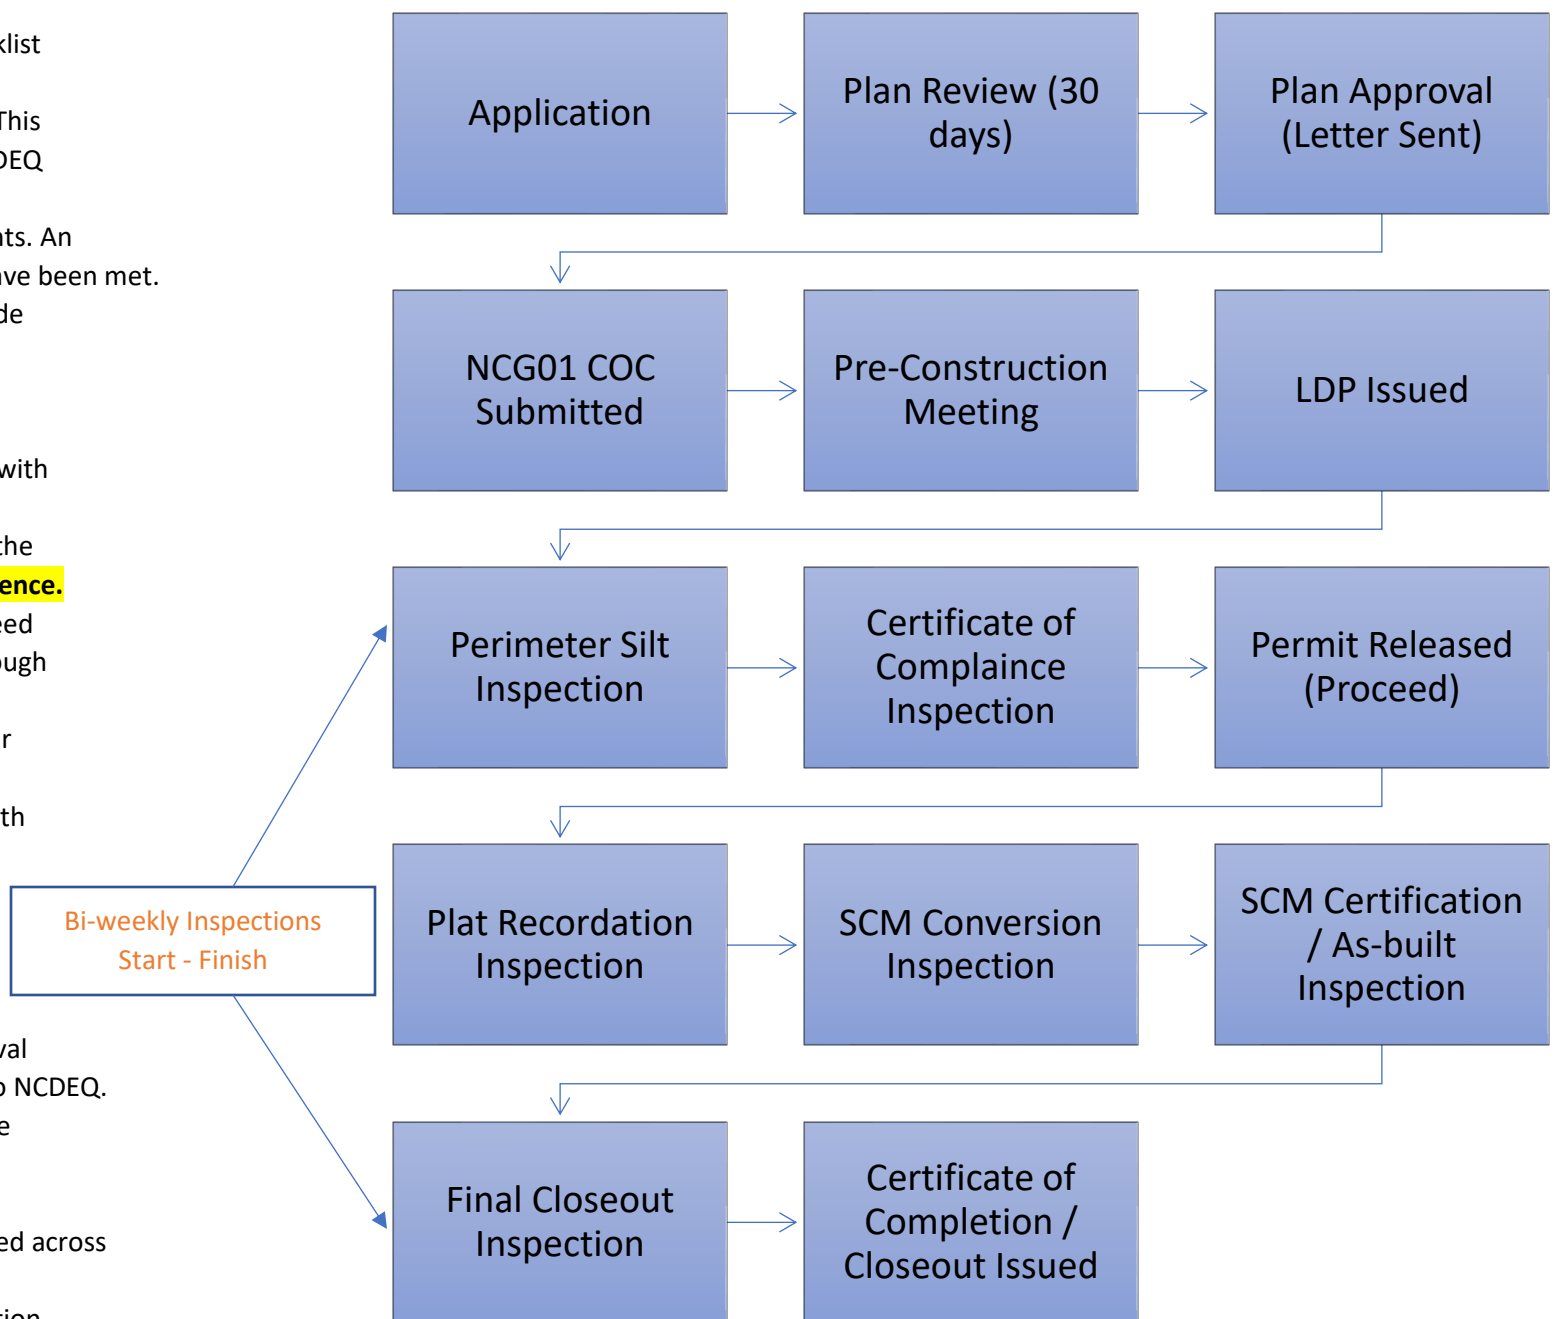 klist
This
DEQ
nts. An
ave been met.
de
with
the
ence.
eed
ough
r
th
val
o NCDEQ.
e
ed across
tion
Application
Plan Review (30
days)
Plan Approval
(Letter Sent)
NCG01 COC
Submitted
Pre-Construction
Meeting
LDP Issued
Perimeter Silt
Inspection
Certificate of
Complaince
Inspection
Permit Released
(Proceed)
Bi-weekly Inspections
Start - Finish
Plat Recordation
Inspection
SCM Conversion
Inspection
SCM Certification
/ As-built
Inspection
Final Closeout
Inspection
Certificate of
Completion /
Closeout Issued